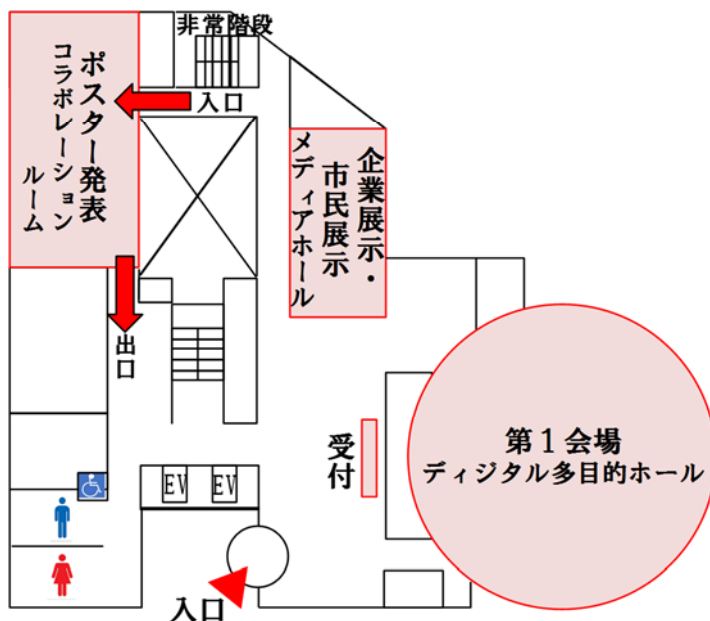 非常階段
入口
ポスター発表
コラボレーション
ルーム
出口
企業展示・
市民展示
メディアホール
受付
第１会場
ディジタル多目的ホール
EV
EV
入口